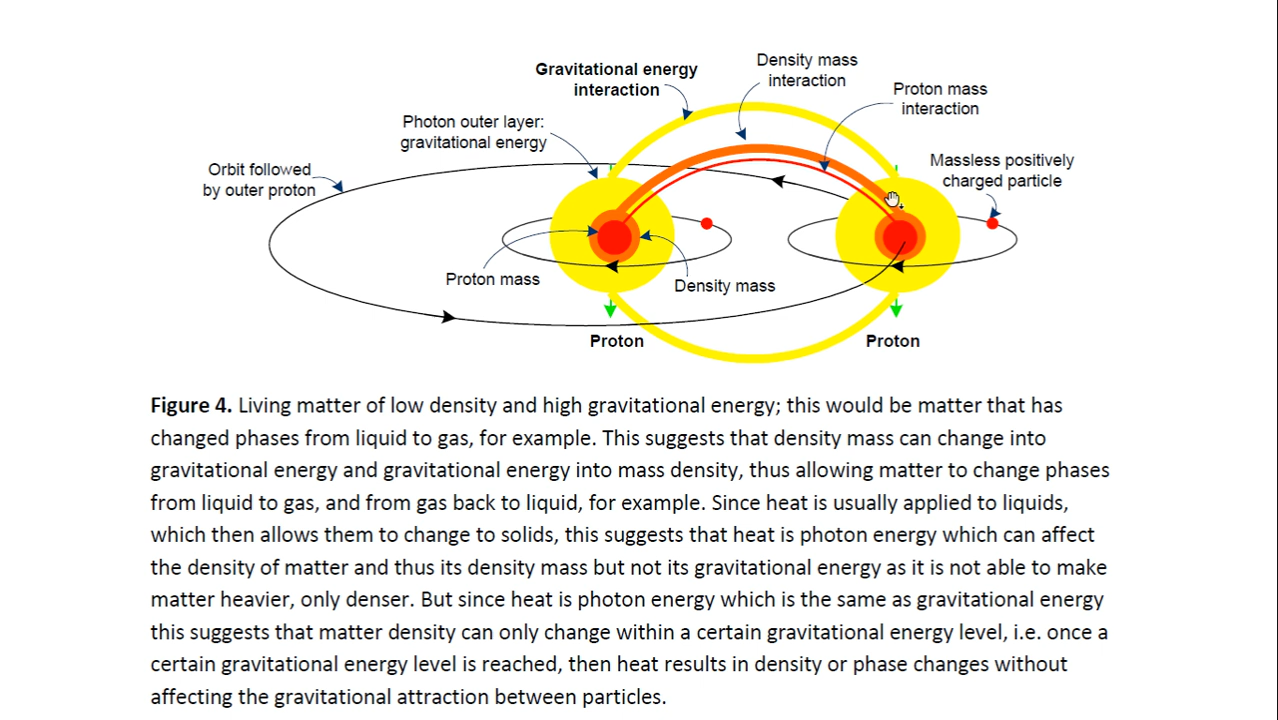 Gravitational energy
interaction
Density mass
interaction
Proton mass
interaction
Photon outer layer:
gravitational energy
Massless positively
charged particle
Orbit followed
by outer proton
Proton mass
Density mass
Proton
Proton
Figure 4. Living matter of low density and high gravitational energy; this would be matter that has
changed phases from liquid to gas, for example. This suggests that density mass can change into
gravitational energy and gravitational energy into mass density, thus allowing matter to change phases
from liquid to gas, and from gas back to liquid, for example. Since heat is usually applied to liquids,
which then allows them to change to solids, this suggests that heat is photon energy which can affect
the density of matter and thus its density mass but not its gravitational energy as it is not able to make
matter heavier, only denser. But since heat is photon energy which is the same as gravitational energy
this suggests that matter density can only change within a certain gravitational energy level, i.e. once a
certain gravitational energy level is reached, then heat results in density or phase changes without
affecting the gravitational attraction between particles.